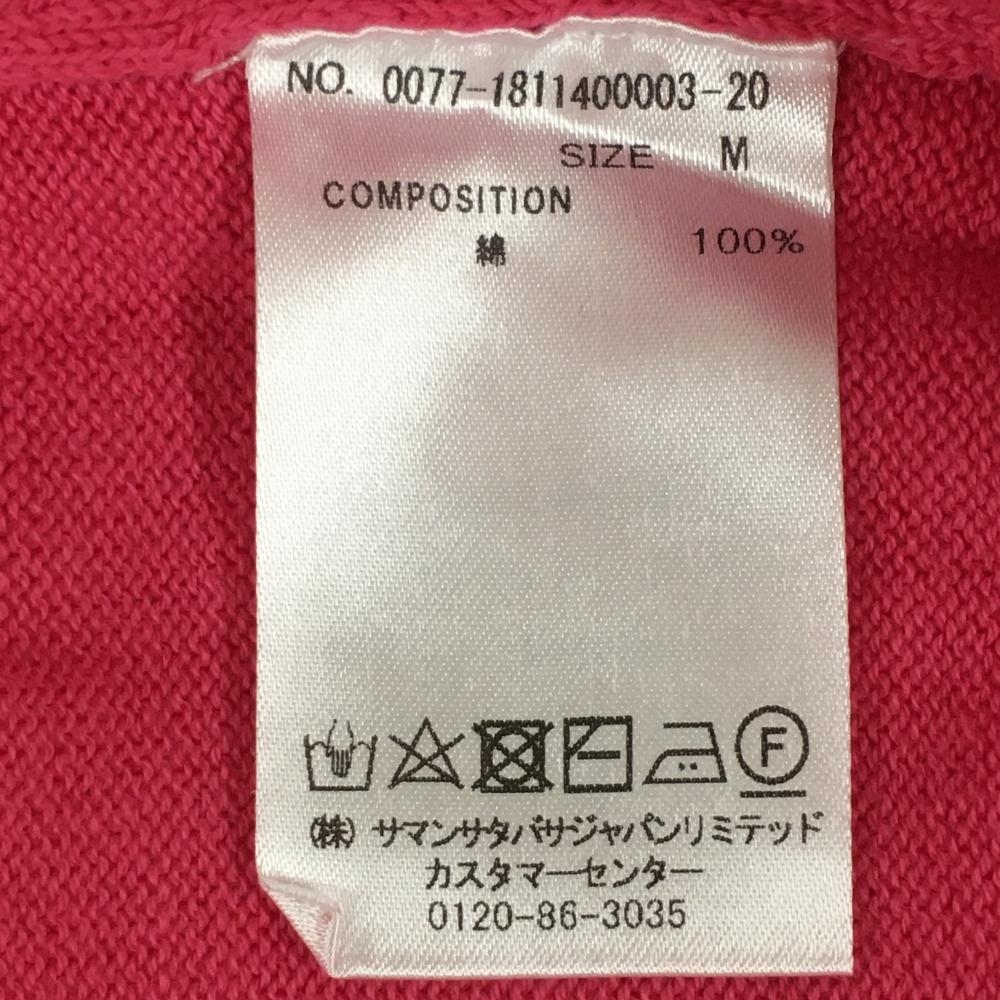 NO. 0077-1811400003-20
SIZE M
COMPOSITION
綿 100%
F
㈱ サマンサタバサジャパンリミテッド
カスタマーセンター
0120-86-3035